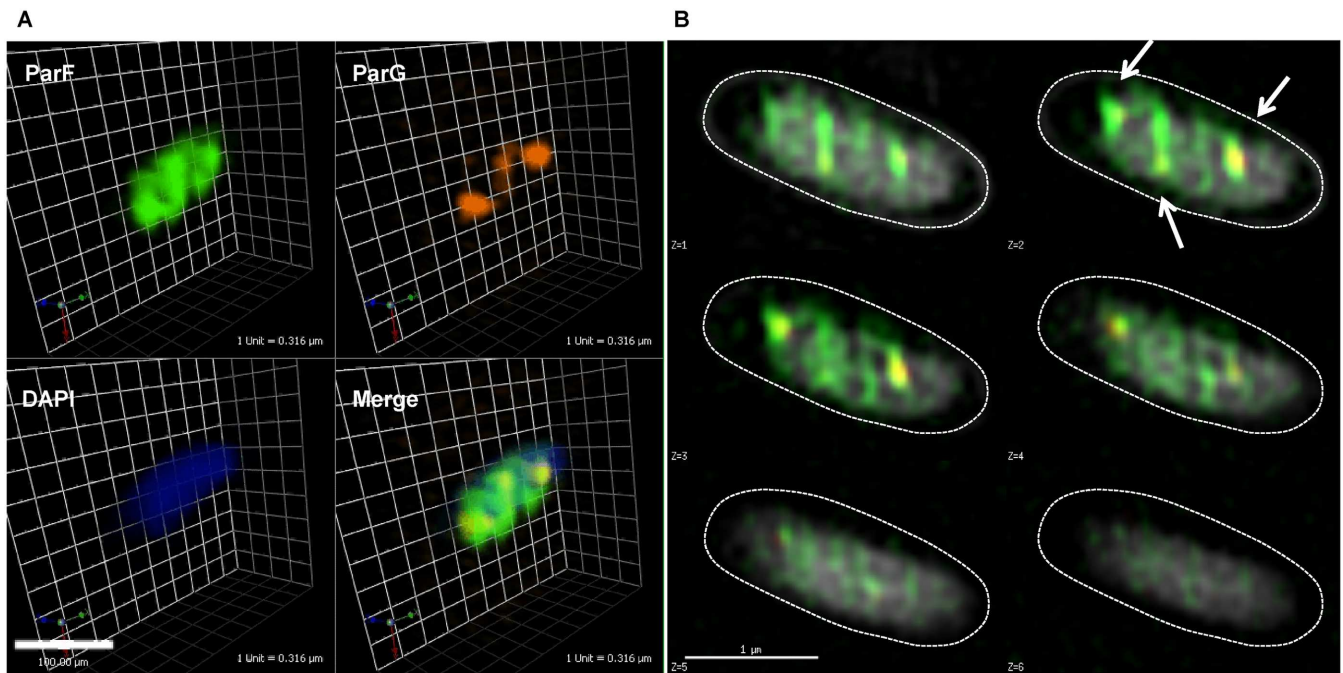 A
B
ParF
ParG
1 Unit = 0.316 µm
1 Unit = 0.316 µm
DAPI
Merge
100.00 µm
1 Unit = 0.316 µm
1 Unit = 0.316 µm
Z=1
Z=2
Z=3
Z=4
Z=5
1 µm
Z=6